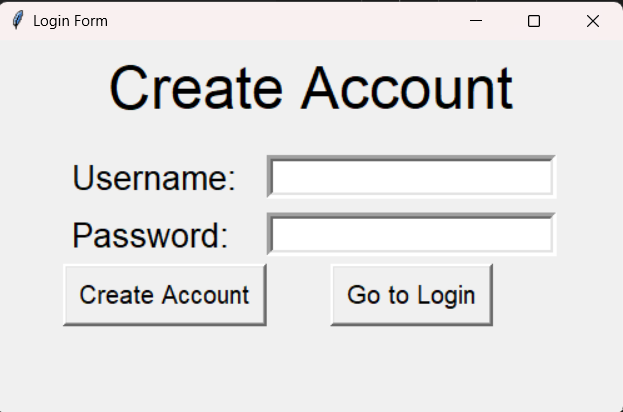 Login Form
Create Account
Username:
Password:
Create Account Go to Login